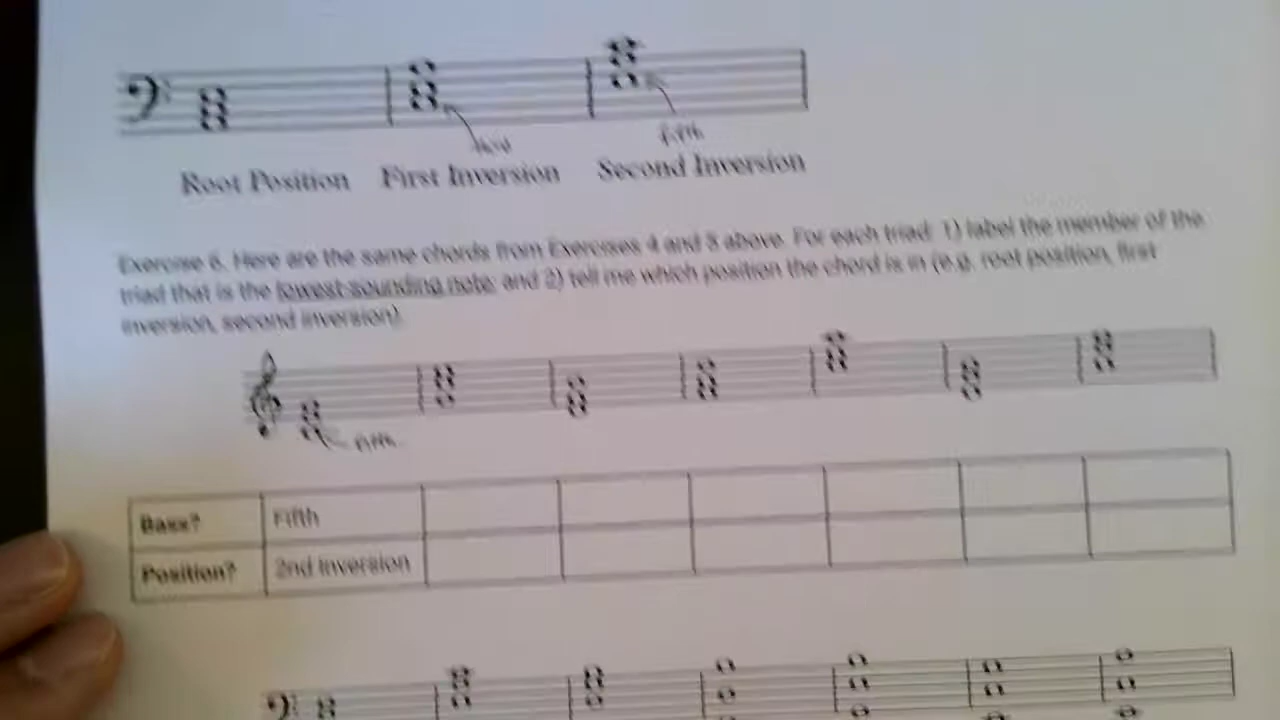 Fifth
Root Position First Inversion Second Inversion
Exercise 6. Here are the same chords from Exercises 4 and 5 above. For each triad: 1) label the member of the
triad that is the lowest-sounding note; and 2) tell me which position the chord is in (e.g. root position, first
inversion, second inversion).
Fifth
Bass? Fifth
Position? 2nd inversion